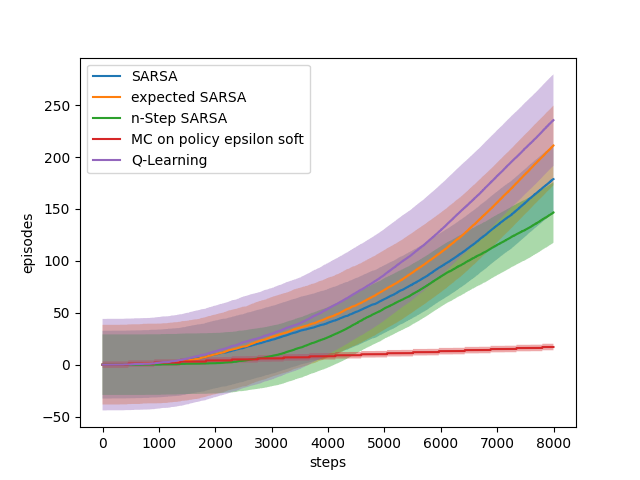 SARSA
expected SARSA
n-Step SARSA
MC on policy epsilon soft
Q-Learning
episodes
250
200
150
100
50
0
−50
0 1000 2000 3000 4000 5000 6000 7000 8000
steps